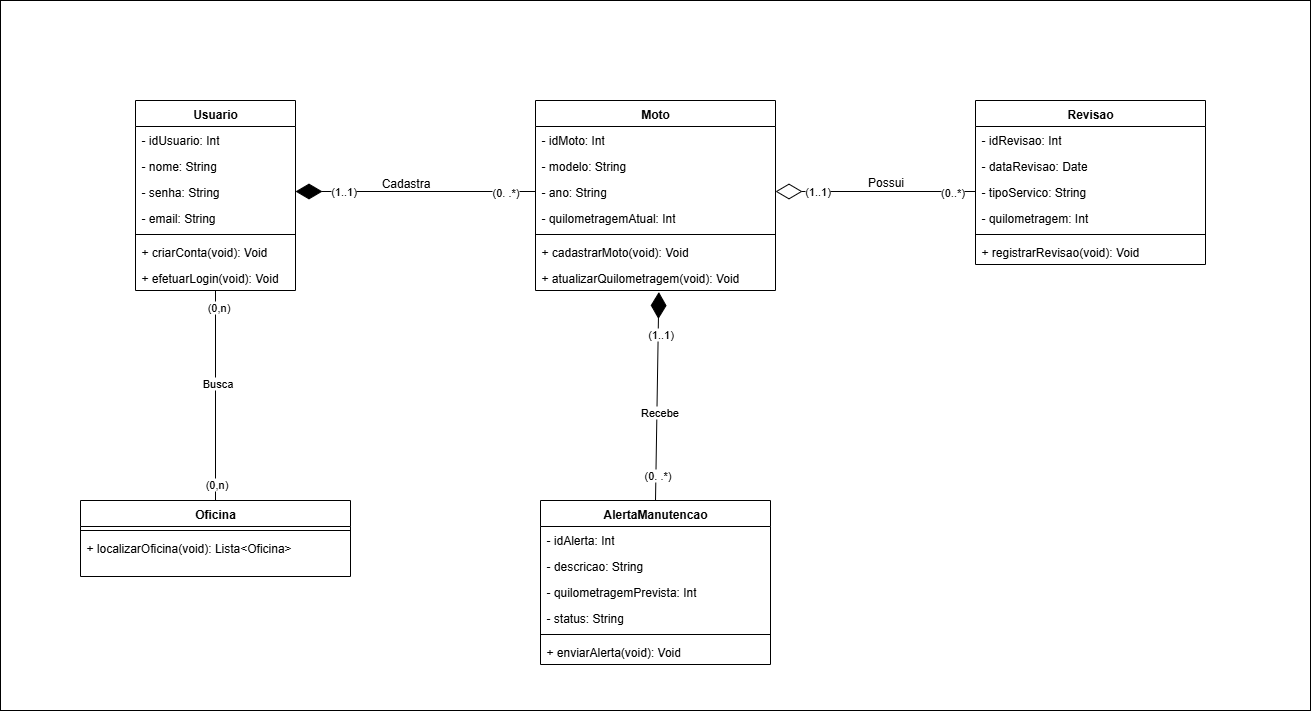 Usuario
- idUsuario: Int
- nome: String
- senha: String
- email: String
+ criarConta(void): Void
+ efetuarLogin(void): Void
(1..1)
Cadastra
(0. .*)
Moto
- idMoto: Int
- modelo: String
- ano: String
- quilometragemAtual: Int
+ cadastrarMoto(void): Void
+ atualizarQuilometragem(void): Void
(1..1)
Possui
(0..*)
Revisao
- idRevisao: Int
- dataRevisao: Date
- tipoServico: String
- quilometragem: Int
+ registrarRevisao(void): Void
(0,n)
Busca
(0,n)
Oficina
+ localizarOficina(void): Lista<Oficina>
(1..1)
Recebe
(0. .*)
AlertaManutencao
- idAlerta: Int
- descricao: String
- quilometragemPrevista: Int
- status: String
+ enviarAlerta(void): Void